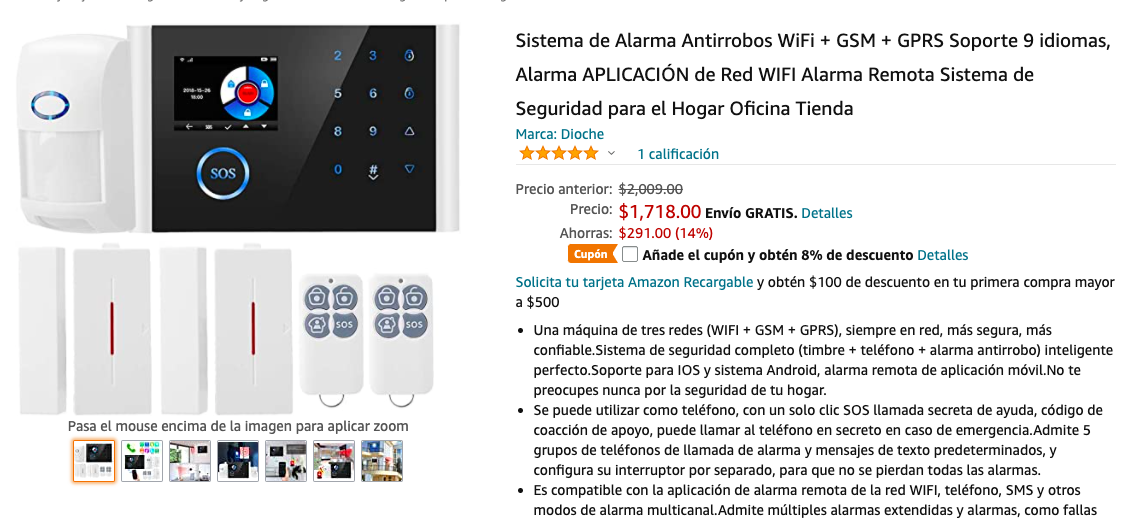 Sistema de Alarma Antirrobos WiFi + GSM + GPRS Soporte 9 idiomas,
Alarma APLICACIÓN de Red WIFI Alarma Remota Sistema de
Seguridad para el Hogar Oficina Tienda
Marca: Dioche
1 calificación
Precio anterior: $2,009.00
Precio: $1,718.00 Envío GRATIS. Detalles
Ahorras: $291.00 (14%)
Cupón Añade el cupón y obtén 8% de descuento Detalles
Solicita tu tarjeta Amazon Recargable y obtén $100 de descuento en tu primera compra mayor
a $500
• Una máquina de tres redes (WIFI + GSM + GPRS), siempre en red, más segura, más
confiable.Sistema de seguridad completo (timbre + teléfono + alarma antirrobo) inteligente
perfecto.Soporte para IOS y sistema Android, alarma remota de aplicación móvil.No te
preocupes nunca por la seguridad de tu hogar.
• Se puede utilizar como teléfono, con un solo clic SOS llamada secreta de ayuda, código de
coacción de apoyo, puede llamar al teléfono en secreto en caso de emergencia.Admite 5
grupos de teléfonos de llamada de alarma y mensajes de texto predeterminados, y
configura su interruptor por separado, para que no se pierdan todas las alarmas.
• Es compatible con la aplicación de alarma remota de la red WIFI, teléfono, SMS y otros
modos de alarma multicanal.Admite múltiples alarmas extendidas y alarmas, como fallas
2 3
5 6
8 9
0 #
SOS
SOS
SOS
Pasa el mouse encima de la imagen para aplicar zoom